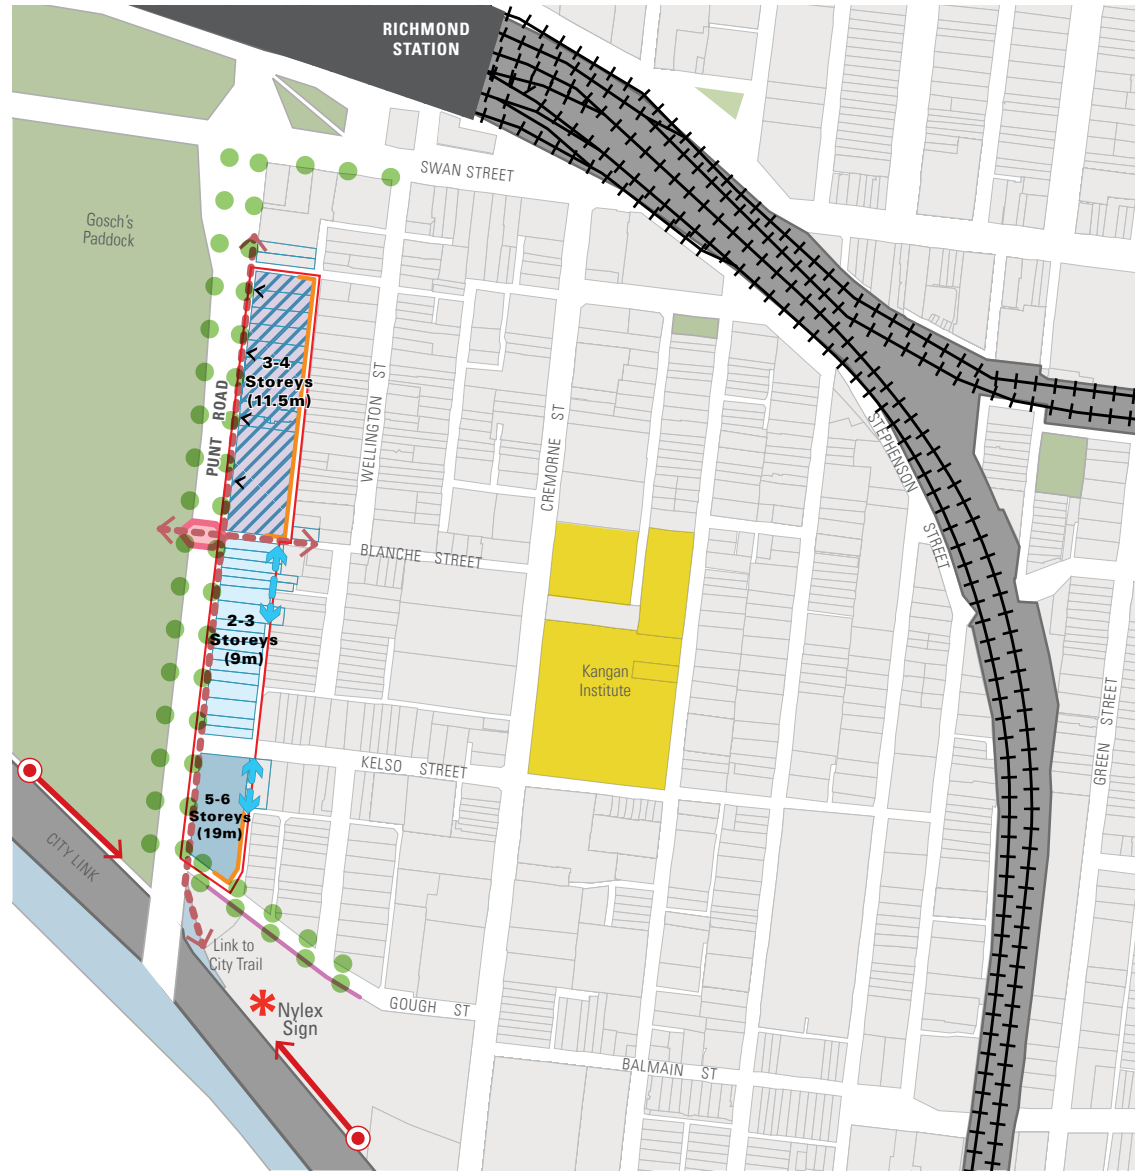 RICHMOND
STATION
SWAN STREET
Gosch's
Paddock
3-4
Storeys
(11.5m)
PUNT ROAD
WELLINGTON ST
CREMORNE ST
STEPHENSON STREET
BLANCHE STREET
2-3
Storeys
(9m)
Kangan
Institute
GREEN STREET
KELSO STREET
5-6
Storeys
(19m)
CITY LINK
Link to
City Trail
Nylex
Sign
GOUGH ST
BALMAIN ST